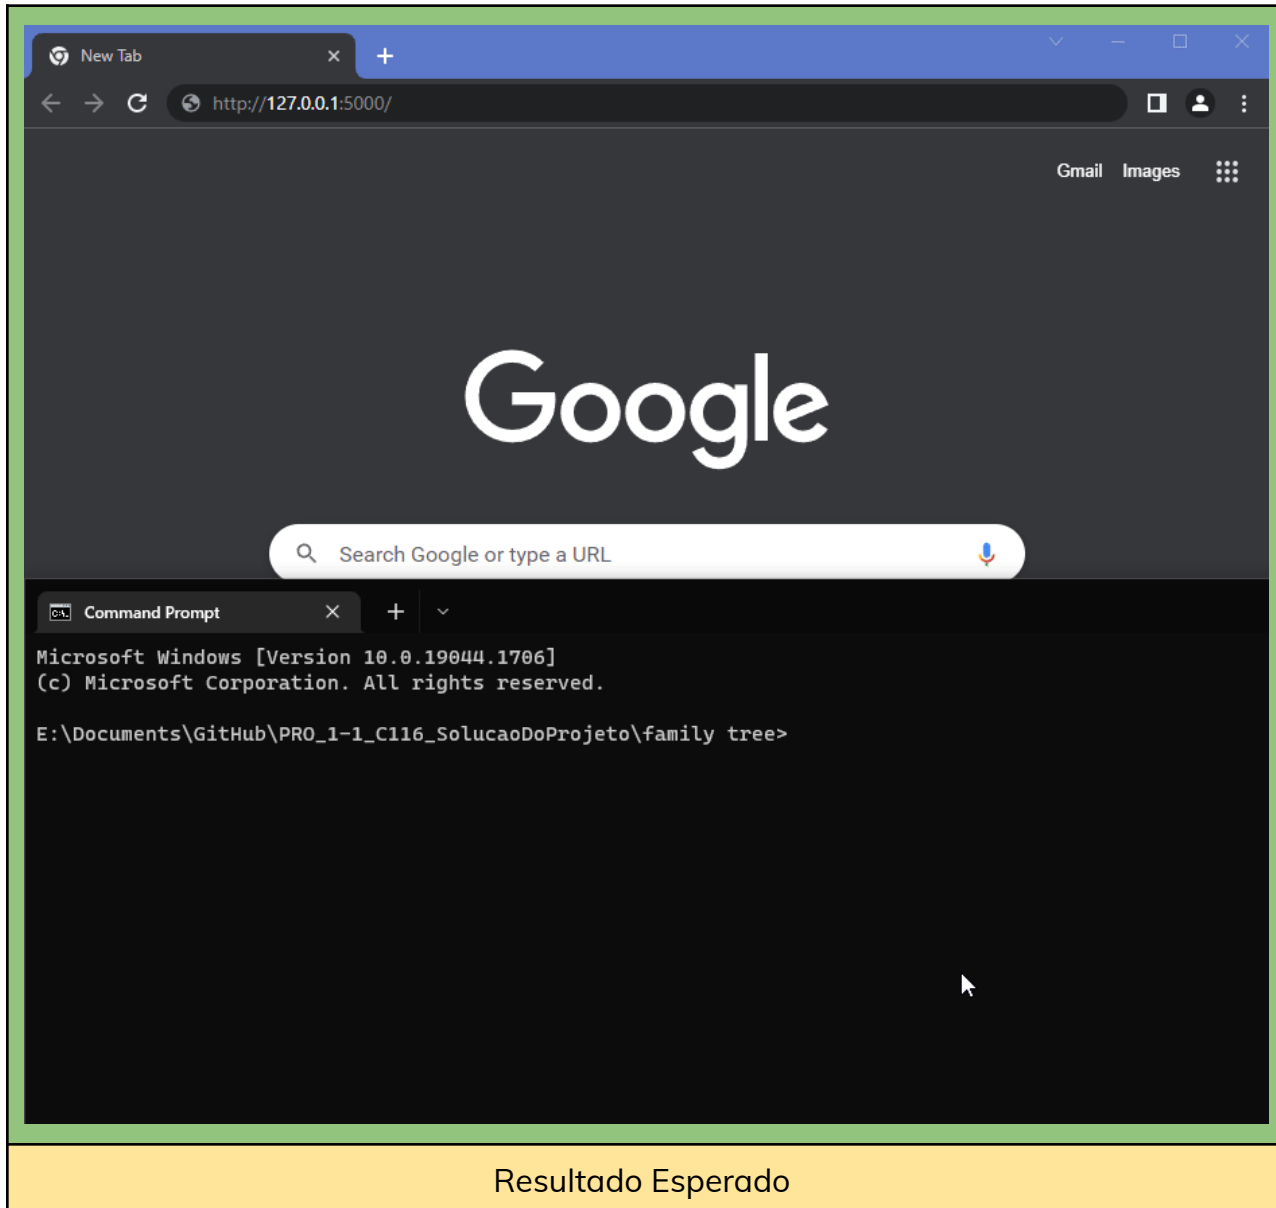 New Tab
http://127.0.0.1:5000/
Gmail Images
Google
Search Google or type a URL
C:\. Command Prompt
Microsoft Windows [Version 10.0.19044.1706]
(c) Microsoft Corporation. All rights reserved.
E:\Documents\GitHub\PRO_1-1_C116_SolucaoDoProjeto\family tree>
Resultado Esperado